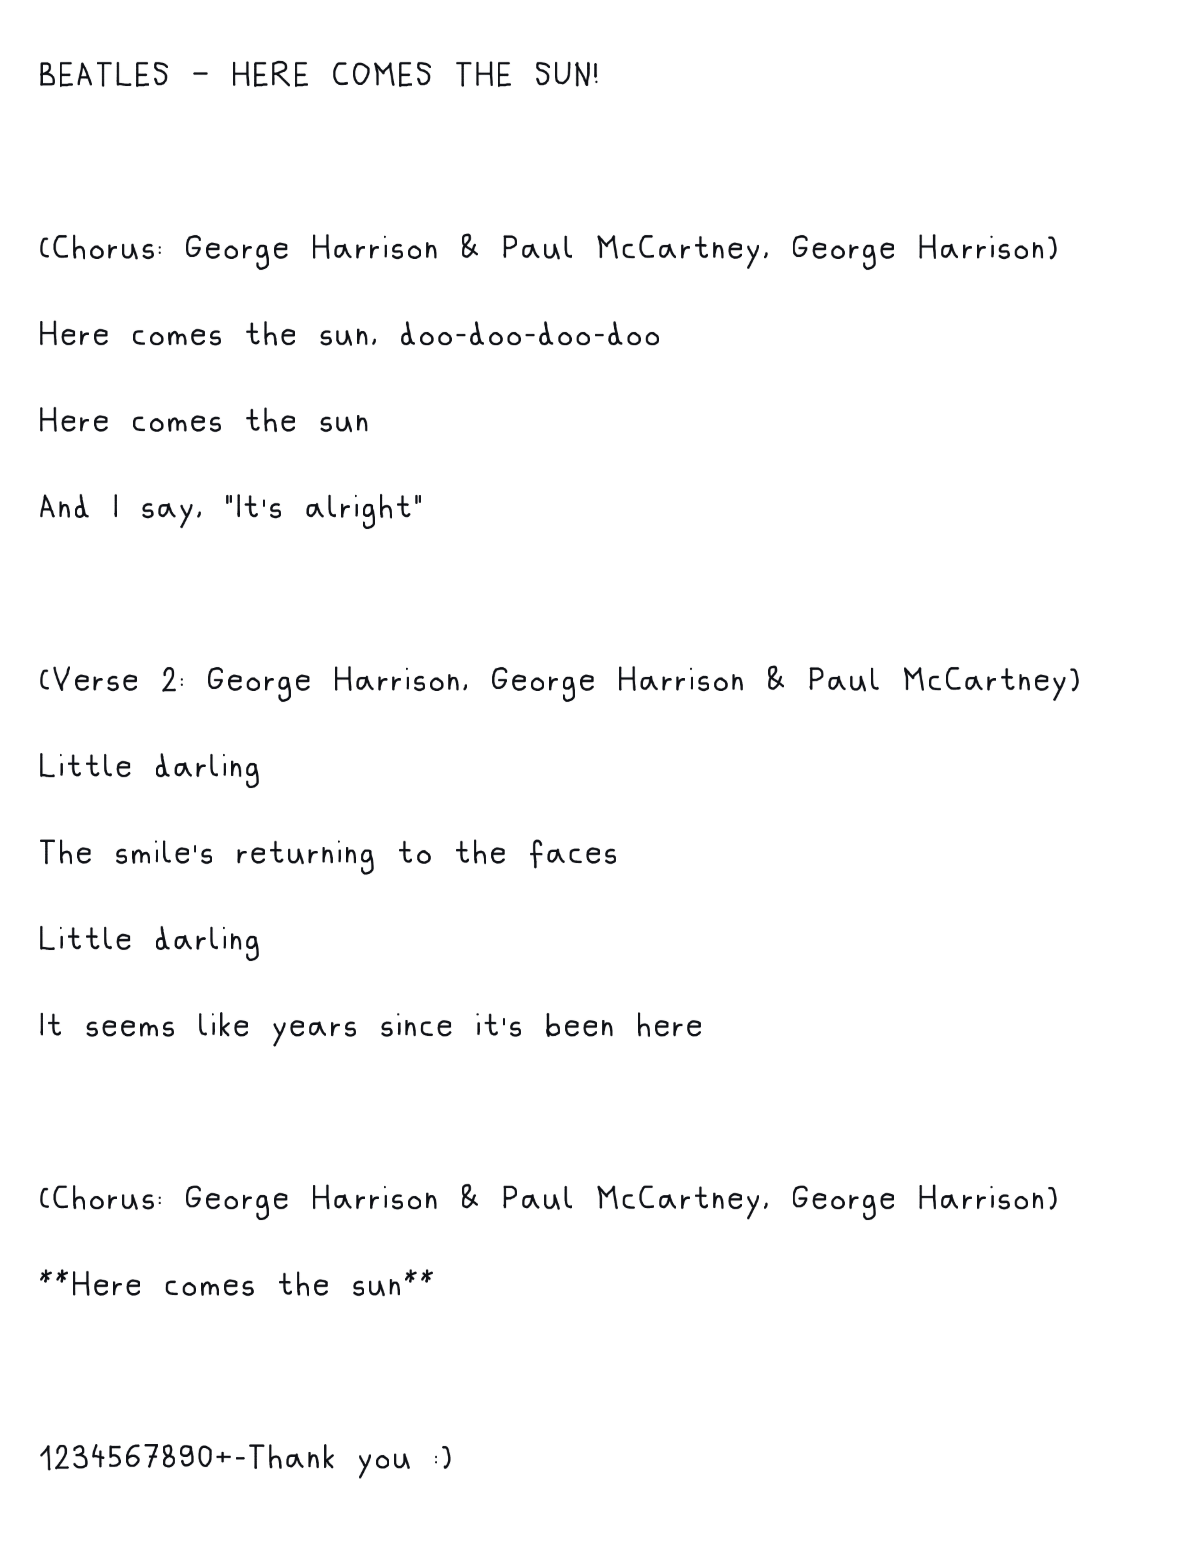 BEATLES - HERE COMES THE SUN!
(Chorus: George Harrison & Paul McCartney, George Harrison)
Here comes the sun, doo-doo-doo-doo
Here comes the sun
And I say, "It's alright"
(Verse 2: George Harrison, George Harrison & Paul McCartney)
Little darling
The smile's returning to the faces
Little darling
It seems like years since it's been here
(Chorus: George Harrison & Paul McCartney, George Harrison)
**Here comes the sun**
1234567890+-Thank you :)